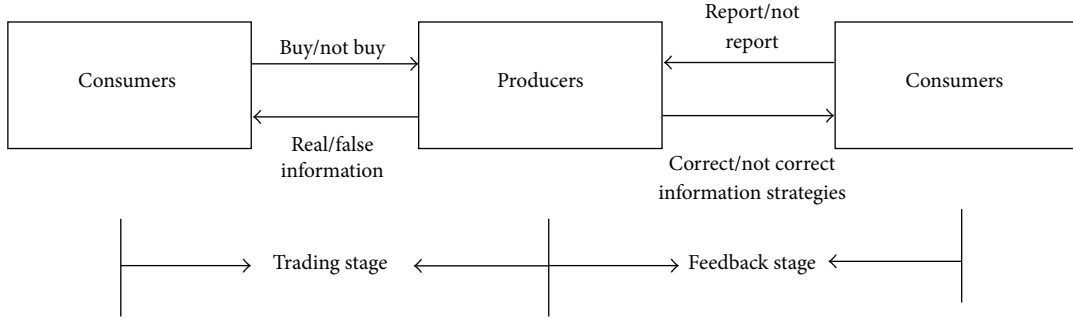 Consumers
Buy/not buy
Real/false
information
Producers
Report/not
report
Correct/not correct
information strategies
Consumers
Trading stage
Feedback stage